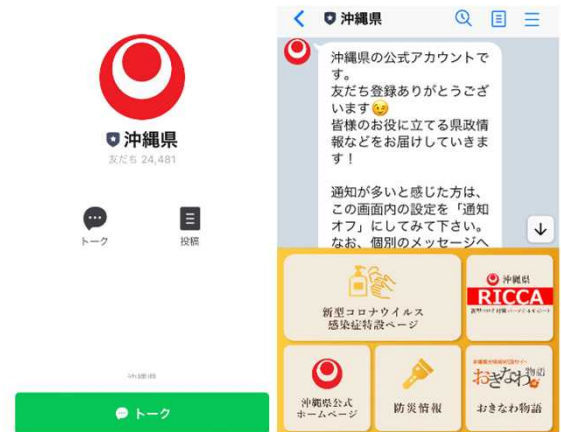 沖縄県
友だち 24,481
トーク
投稿
トーク
沖縄県
沖縄県の公式アカウントで
す。
友だち登録ありがとうござ
います😉
皆様のお役に立てる県政情
報などをお届けしていきま
す！
通知が多いと感じた方は、
この画面内の設定を「通知
オフ」にしてみて下さい。
なお、個別のメッセージへ
新型コロナウイルス
感染症特設ページ
沖縄県
RICCA
沖縄県公式
ホームページ
防災情報
おきなわ物語
おきなわ物語